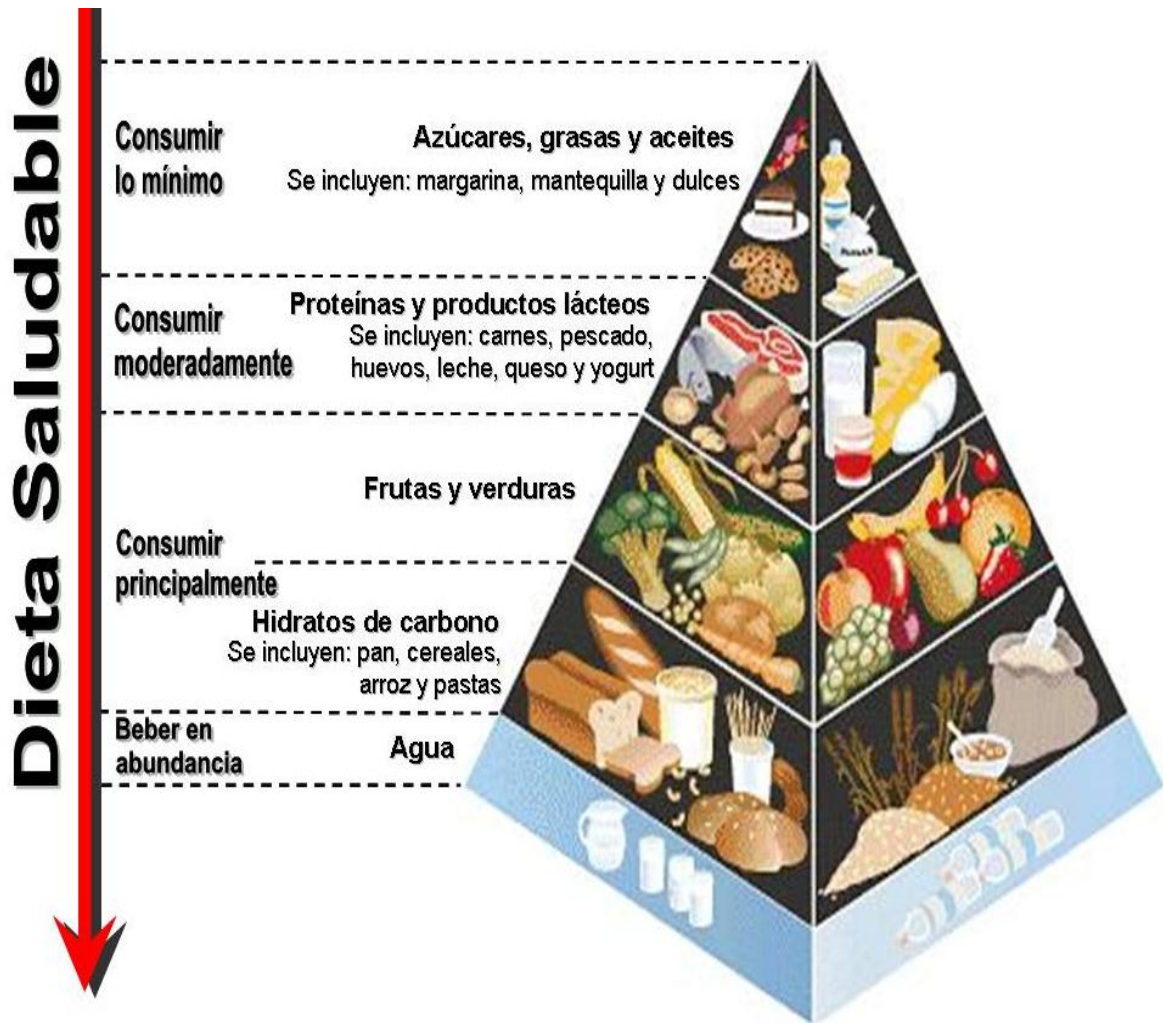 Dieta Saludable
Consumir
lo mínimo
Azúcares, grasas y aceites
Se incluyen: margarina, mantequilla y dulces
Consumir
moderadamente
Proteínas y productos lácteos
Se incluyen: carnes, pescado,
huevos, leche, queso y yogurt
Consumir
principalmente
Frutas y verduras
Hidratos de carbono
Se incluyen: pan, cereales,
arroz y pastas
Beber en
abundancia
Agua